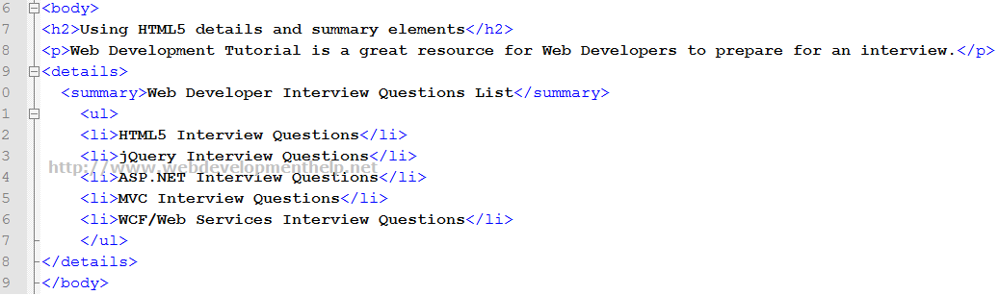 6 <body>
7 <h2>Using HTML5 details and summary elements</h2>
8 <p>Web Development Tutorial is a great resource for Web Developers to prepare for an interview.</p>
9 <details>
0 <summary>Web Developer Interview Questions List</summary>
1 <ul>
2 <li>HTML5 Interview Questions</li>
3 <li>jQuery Interview Questions</li>
http://www.webdevelopmenthelp.net
4 <li>ASP.NET Interview Questions</li>
5 <li>MVC Interview Questions</li>
6 <li>WCF/Web Services Interview Questions</li>
7 </ul>
8 </details>
9 </body>